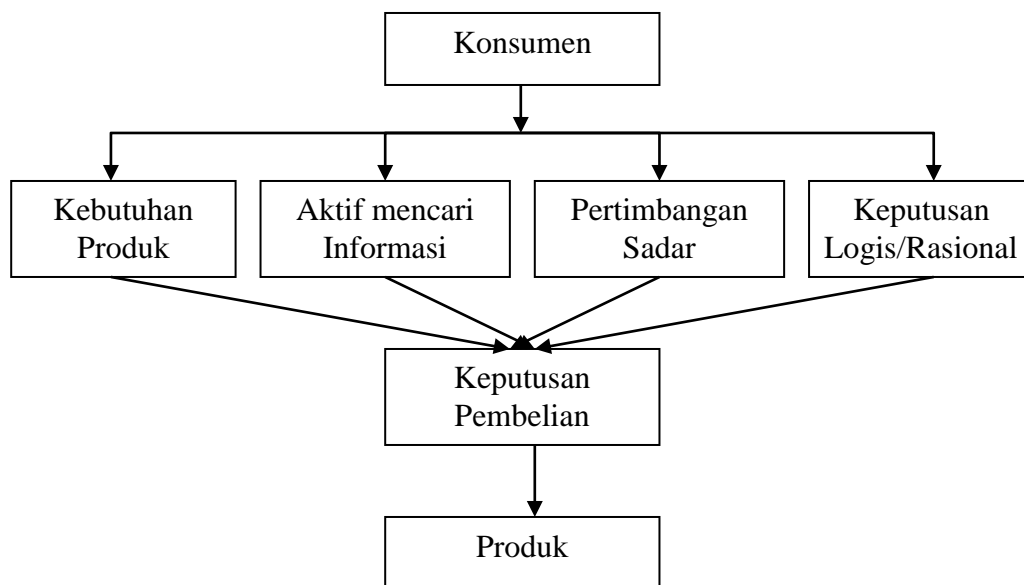 Konsumen
Kebutuhan
Produk
Aktif mencari
Informasi
Pertimbangan
Sadar
Keputusan
Logis/Rasional
Keputusan
Pembelian
Produk